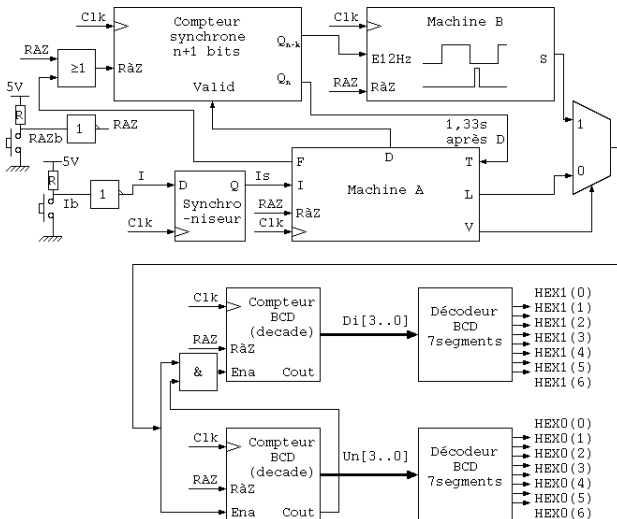 Clk
Compteur
synchrone
n+1 bits
Qn-k
Qn
RàZ
Valid
RAZ
≥1
Clk
Machine B
E12Hz
RAZ
RàZ
S
1
0
5V
R
RAZb
1
RAZ
5V
R
Ib
1
I
D
Q
Synchro
-niseur
Clk
Is
1,33s
après D
F
D
T
I
Machine A
L
RAZ
RàZ
Clk
V
Clk
Compteur
BCD
(decade)
RAZ
RàZ
&
Ena
Cout
Di[3..0]
Décodeur
BCD
7segments
HEX1(0)
HEX1(1)
HEX1(2)
HEX1(3)
HEX1(4)
HEX1(5)
HEX1(6)
Clk
Compteur
BCD
(decade)
RAZ
RàZ
Ena
Cout
Un[3..0]
Décodeur
BCD
7segments
HEX0(0)
HEX0(1)
HEX0(2)
HEX0(3)
HEX0(4)
HEX0(5)
HEX0(6)